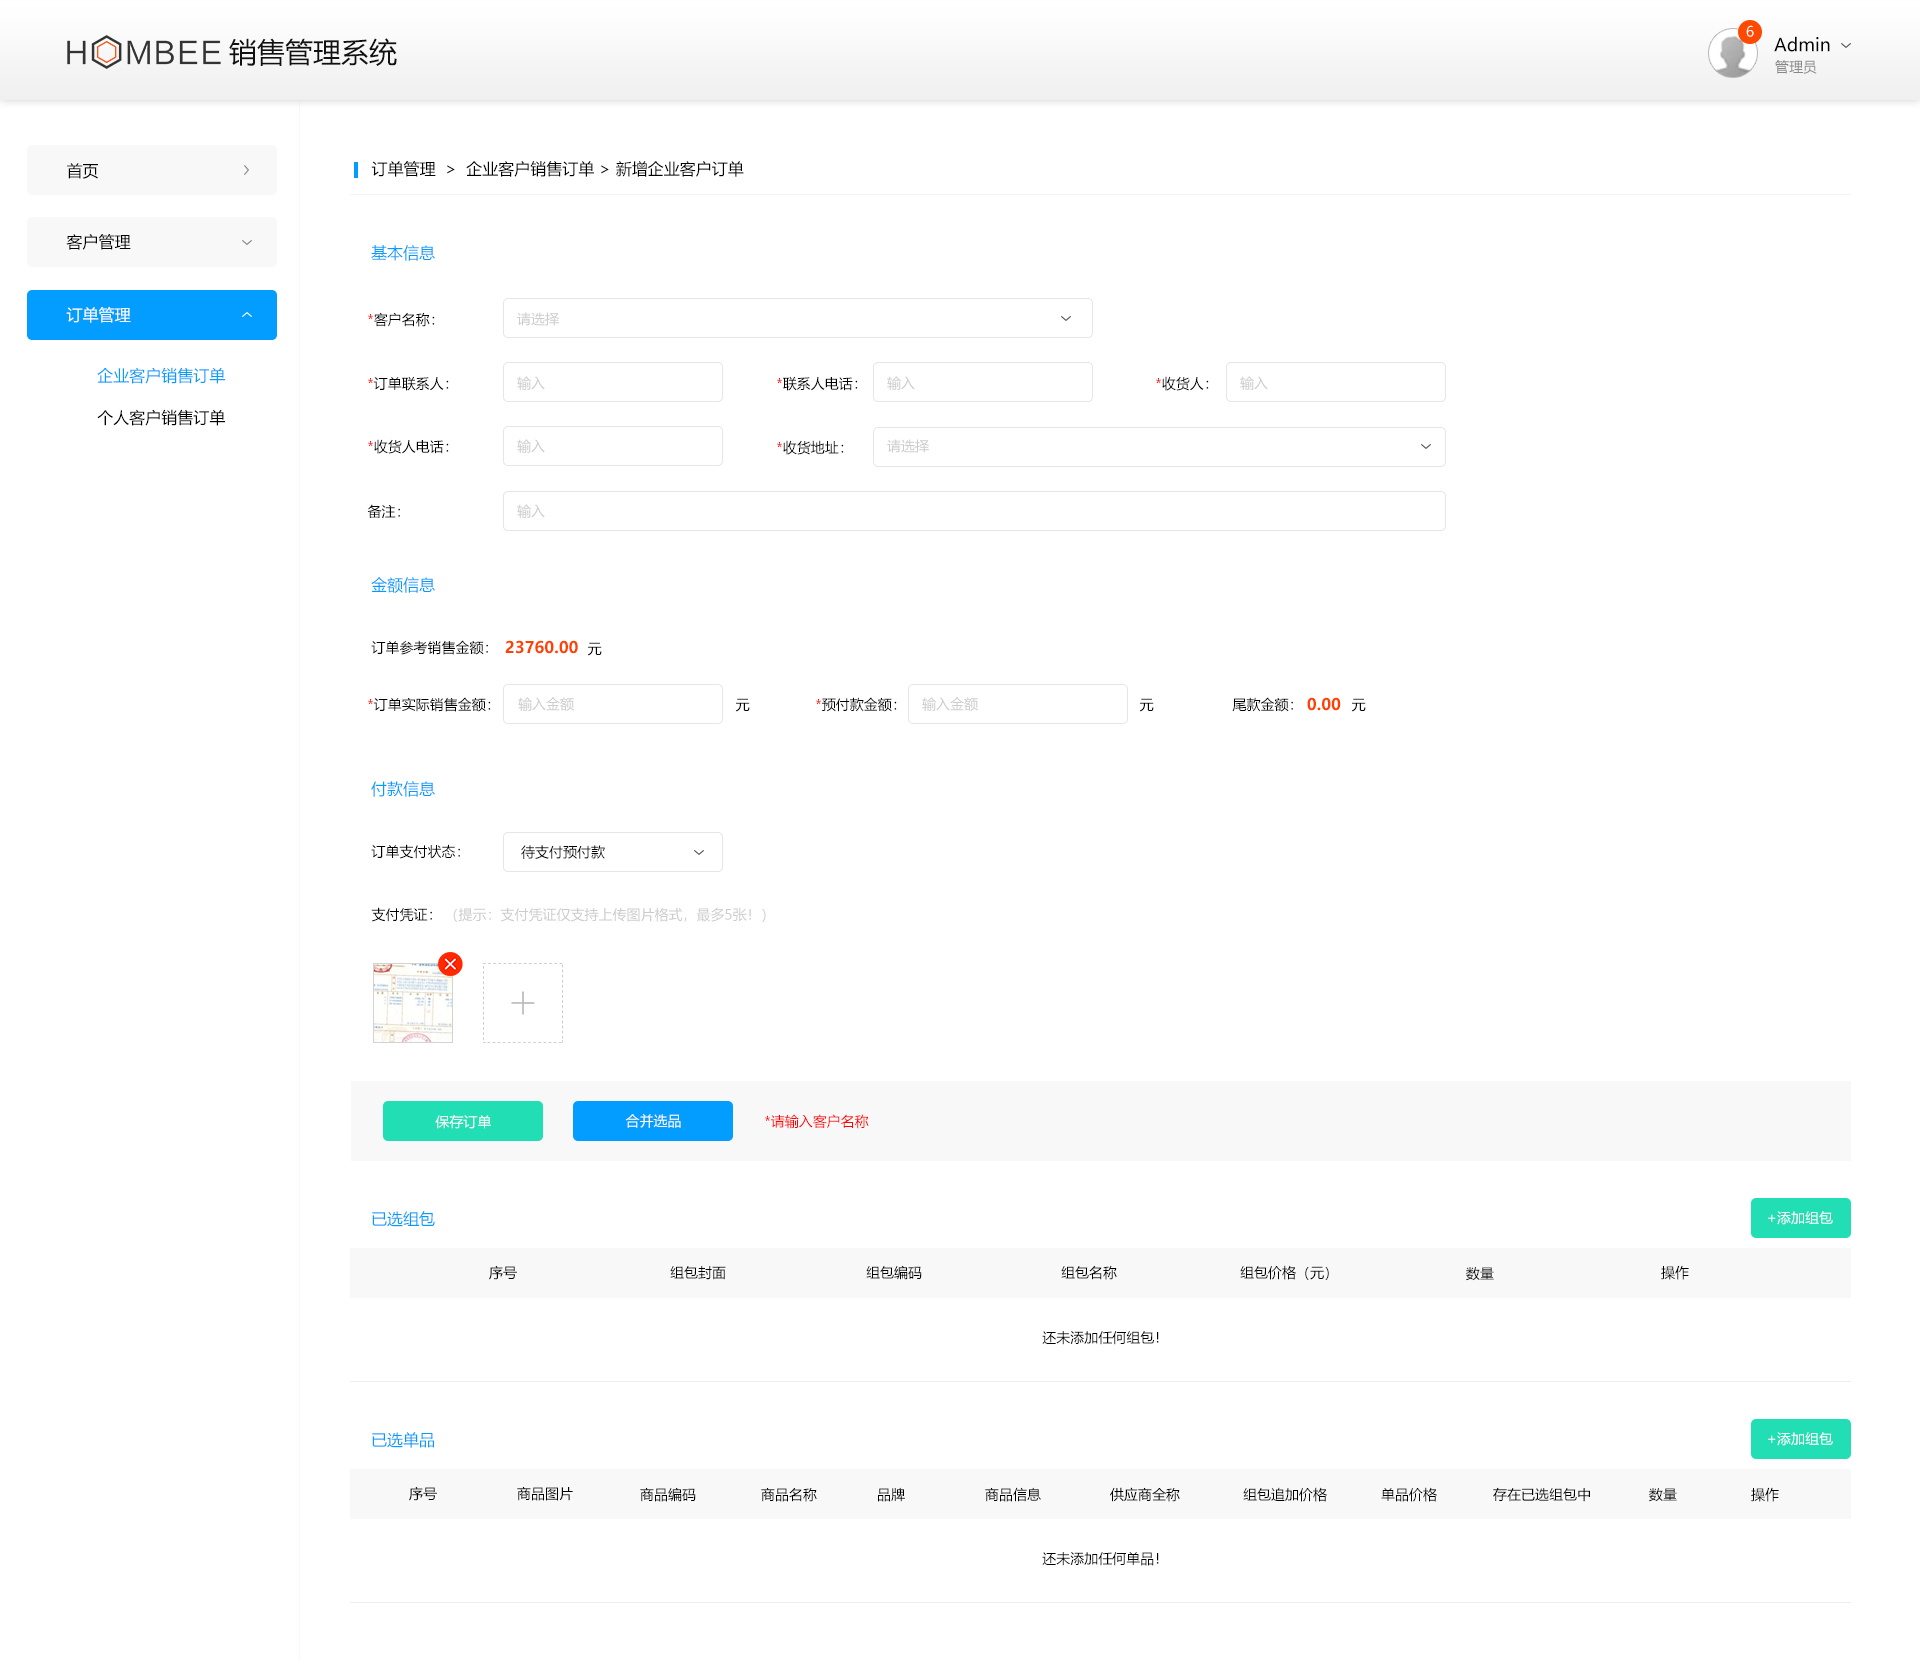 HOMBEE 销售管理系统
6
Admin
管理员
首页
客户管理
订单管理
企业客户销售订单
个人客户销售订单
订单管理 > 企业客户销售订单 > 新增企业客户订单
基本信息
*客户名称： 请选择
*订单联系人： 输入 *联系人电话： 输入 *收货人： 输入
*收货人电话： 输入 *收货地址： 请选择
备注： 输入
金额信息
订单参考销售金额： 23760.00 元
*订单实际销售金额： 输入金额 元 *预付款金额： 输入金额 元 尾款金额： 0.00 元
付款信息
订单支付状态： 待支付预付款
支付凭证： （提示：支付凭证仅支持上传图片格式，最多5张！）
保存订单 合并选品 *请输入客户名称
已选组包 +添加组包
序号 组包封面 组包编码 组包名称 组包价格（元） 数量 操作
还未添加任何组包！
已选单品 +添加组包
序号 商品图片 商品编码 商品名称 品牌 商品信息 供应商全称 组包追加价格 单品价格 存在已选组包中 数量 操作
还未添加任何单品！